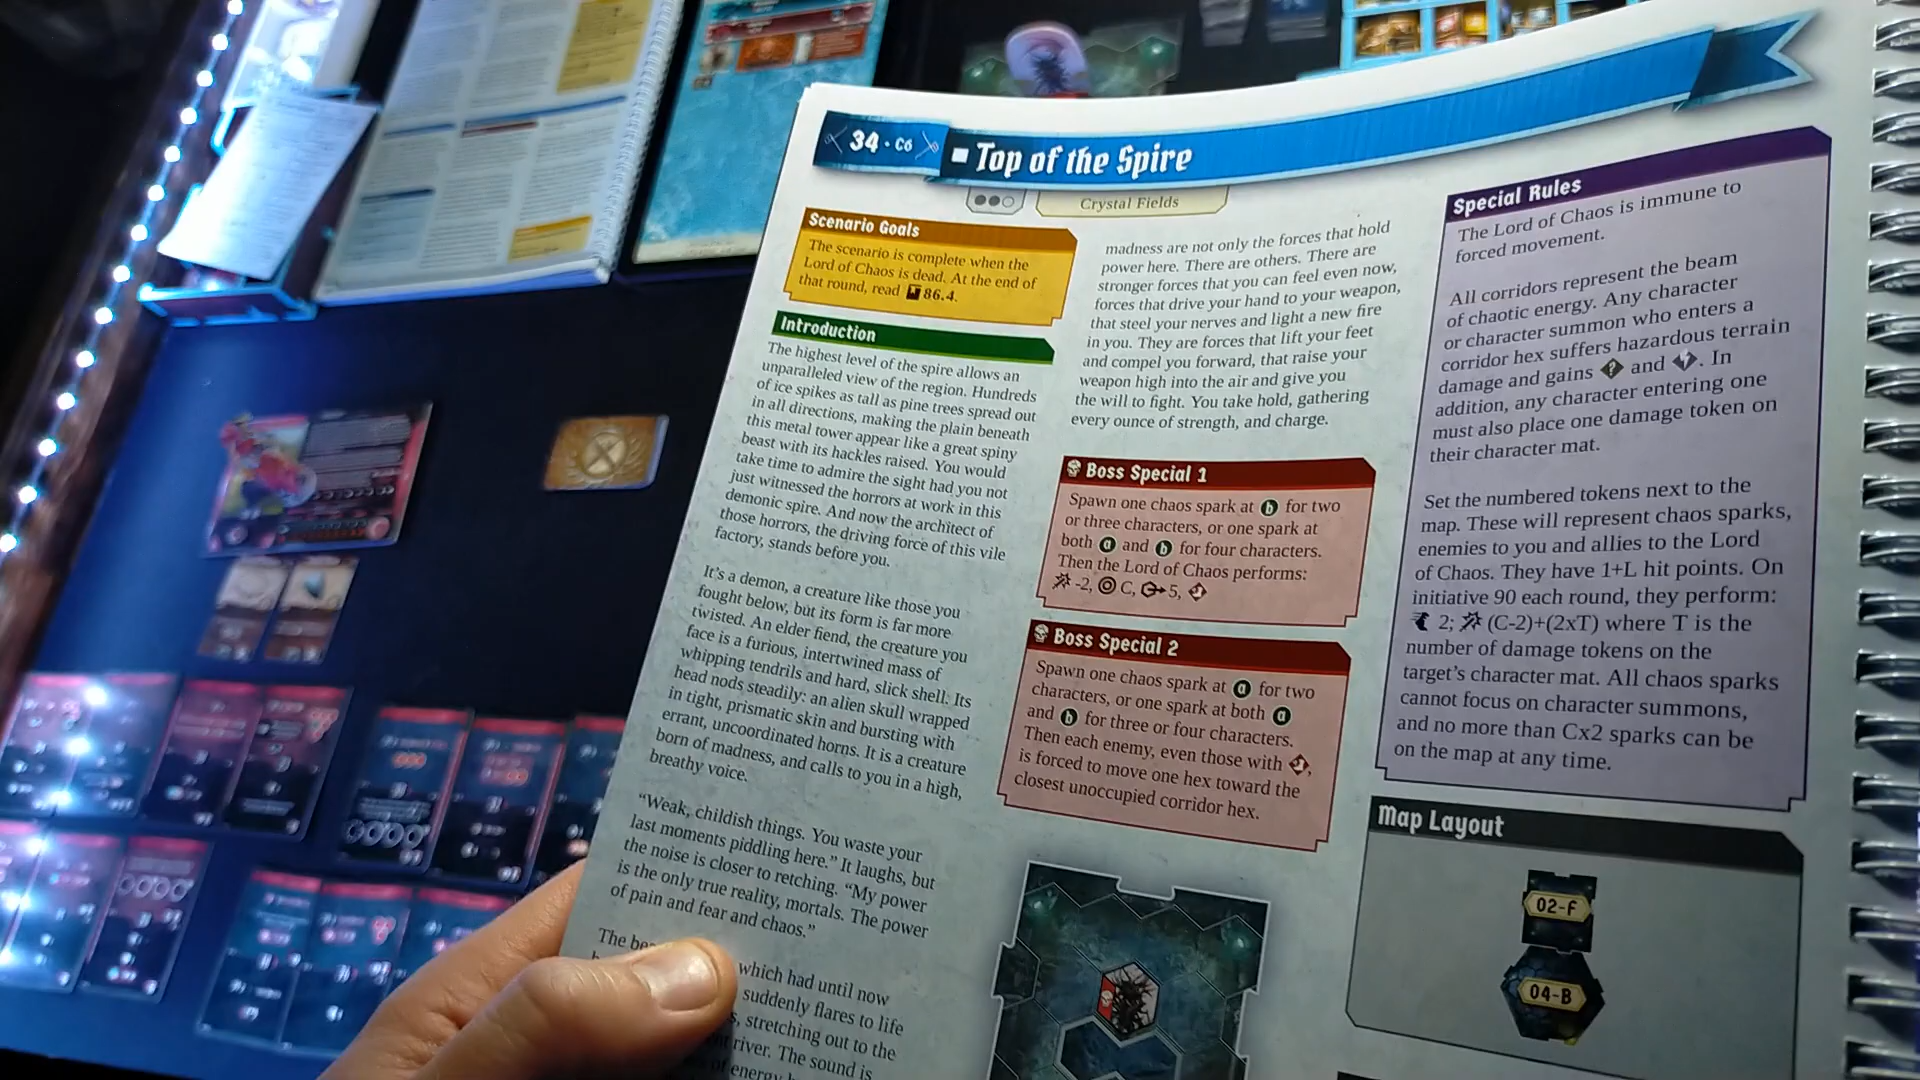 34 · C6
Top of the Spire
Crystal Fields
Scenario Goals
The scenario is complete when the
Lord of Chaos is dead. At the end of
that round, read 86.4.
Introduction
The highest level of the spire allows an
unparalleled view of the region. Hundreds
of ice spikes as tall as pine trees spread out
in all directions, making the plain beneath
this metal tower appear like a great spiny
beast with its hackles raised. You would
take time to admire the sight had you not
just witnessed the horrors at work in this
demonic spire. And now the architect of
those horrors, the driving force of this vile
factory, stands before you.
It's a demon, a creature like those you
fought below, but its form is far more
twisted. An elder fiend, the creature you
face is a furious, intertwined mass of
whipping tendrils and hard, slick shell. Its
head nods steadily: an alien skull wrapped
in tight, prismatic skin and bursting with
errant, uncoordinated horns. It is a creature
born of madness, and calls to you in a high,
breathy voice.
"Weak, childish things. You waste your
last moments piddling here." It laughs, but
the noise is closer to retching. "My power
is the only true reality, mortals. The power
of pain and fear and chaos."
The
which had until now
suddenly flares to life
stretching out to the
river. The sound is
of energy
madness are not only the forces that hold
power here. There are others. There are
stronger forces that you can feel even now,
forces that drive your hand to your weapon,
that steel your nerves and light a new fire
in you. They are forces that lift your feet
and compel you forward, that raise your
weapon high into the air and give you
the will to fight. You take hold, gathering
every ounce of strength, and charge.
Boss Special 1
Spawn one chaos spark at b for two
or three characters, or one spark at
both a and b for four characters.
Then the Lord of Chaos performs:
-2, C, 5,
Boss Special 2
Spawn one chaos spark at a for two
characters, or one spark at both a
and b for three or four characters.
Then each enemy, even those with ,
is forced to move one hex toward the
closest unoccupied corridor hex.
Special Rules
The Lord of Chaos is immune to
forced movement.
All corridors represent the beam
of chaotic energy. Any character
or character summon who enters a
corridor hex suffers hazardous terrain
damage and gains ? and . In
addition, any character entering one
must also place one damage token on
their character mat.
Set the numbered tokens next to the
map. These will represent chaos sparks,
enemies to you and allies to the Lord
of Chaos. They have 1+L hit points. On
initiative 90 each round, they perform:
2; (C-2)+(2xT) where T is the
number of damage tokens on the
target's character mat. All chaos sparks
cannot focus on character summons,
and no more than Cx2 sparks can be
on the map at any time.
Map Layout
02-F
04-B